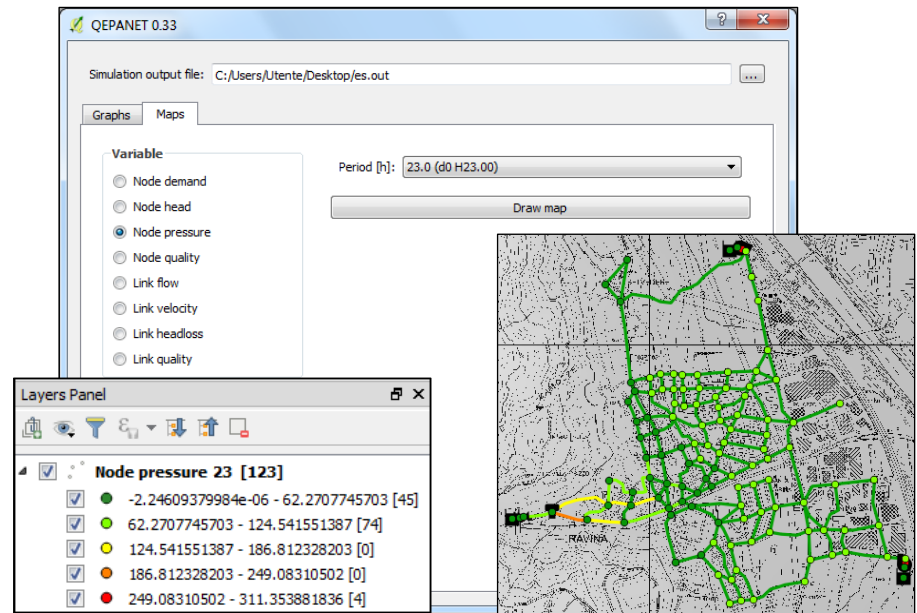 QEPANET 0.33
Simulation output file: C:/Users/Utente/Desktop/es.out ...
Graphs Maps
Variable
Node demand
Node head
Node pressure
Node quality
Link flow
Link velocity
Link headloss
Link quality
Period [h]: 23.0 (d0 H23.00)
Draw map
Layers Panel
Node pressure 23 [123]
-2.24609379984e-06 - 62.2707745703 [45]
62.2707745703 - 124.541551387 [74]
124.541551387 - 186.812328203 [0]
186.812328203 - 249.08310502 [0]
249.08310502 - 311.353881836 [4]
RAVINA